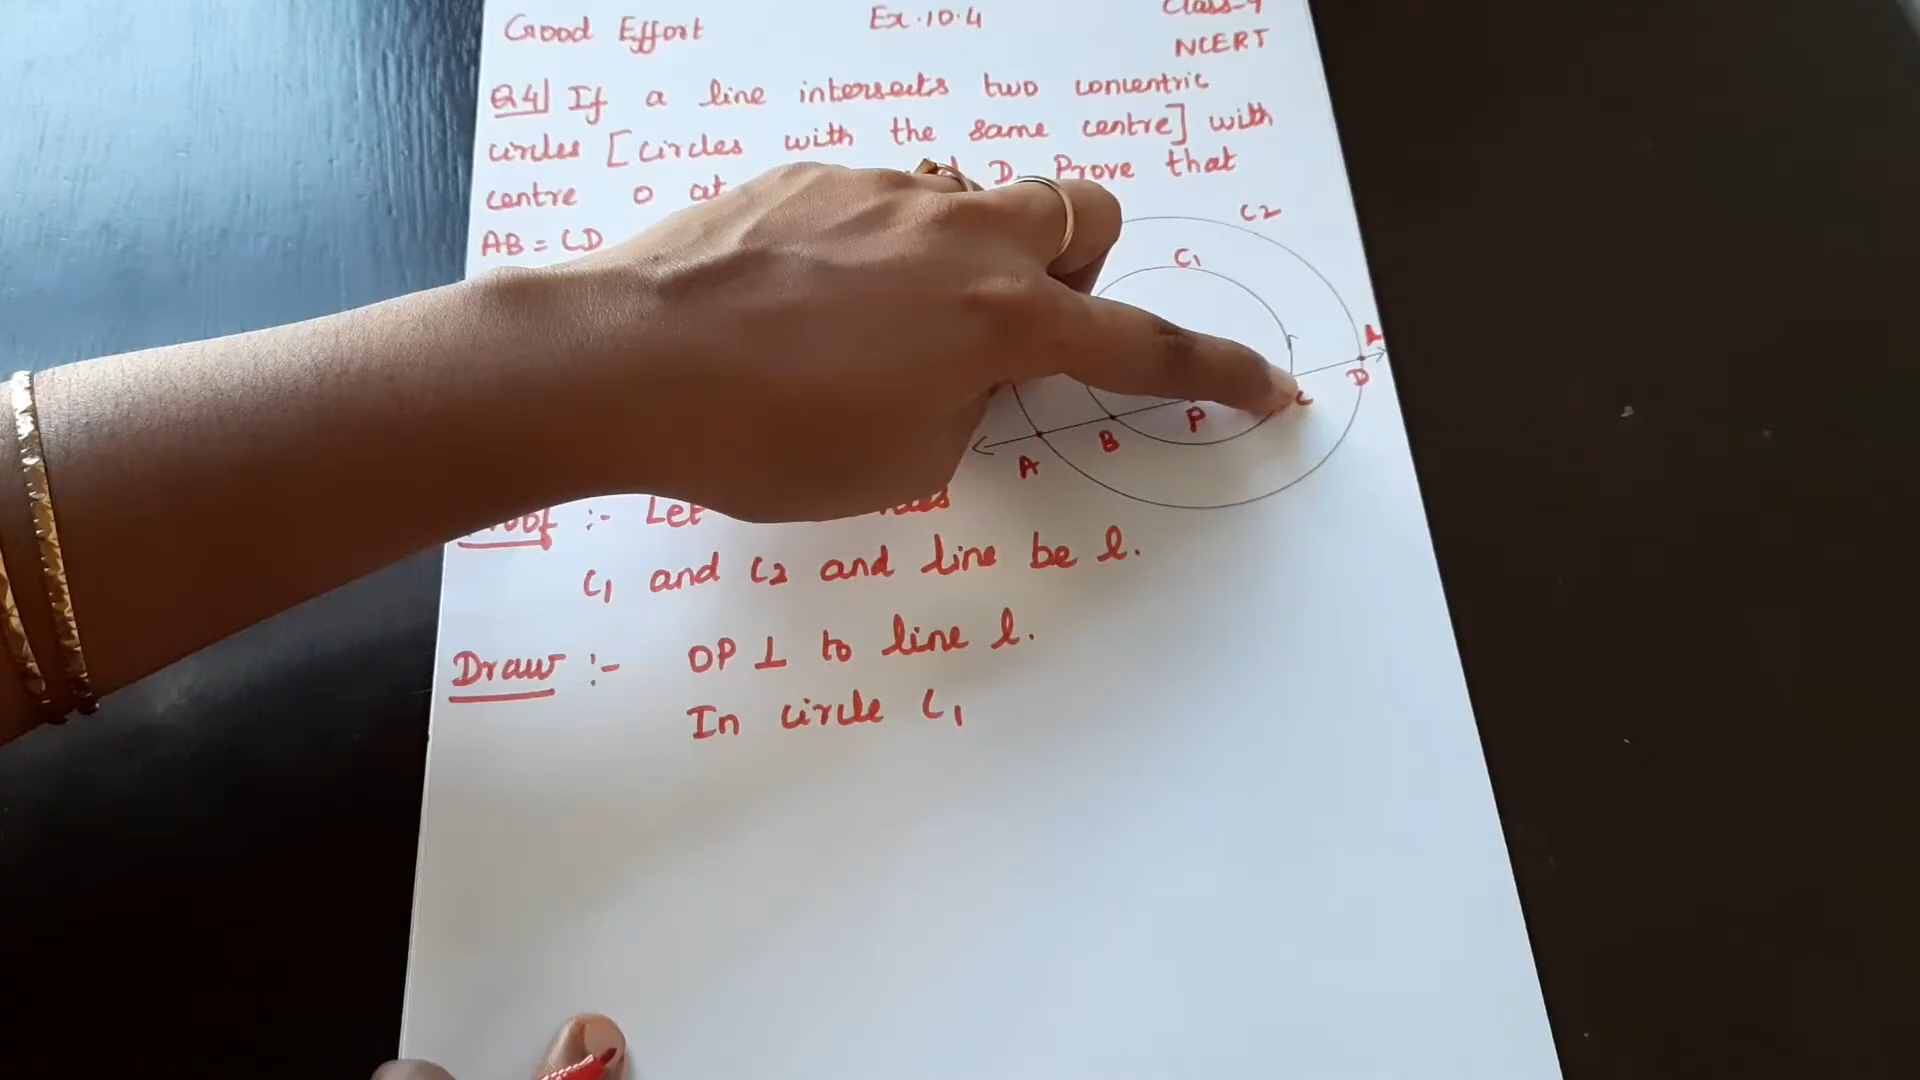 Good Effort Ex.10.4 Class-9
NCERT
Q4] If a line intersects two concentric
circles [circles with the same centre] with
centre O at D. Prove that
AB = CD
C2
C1
l
D
C
P
B
A
Proof :- Let
C1 and C2 and line be l.
Draw :- OP ⊥ to line l.
In circle C1